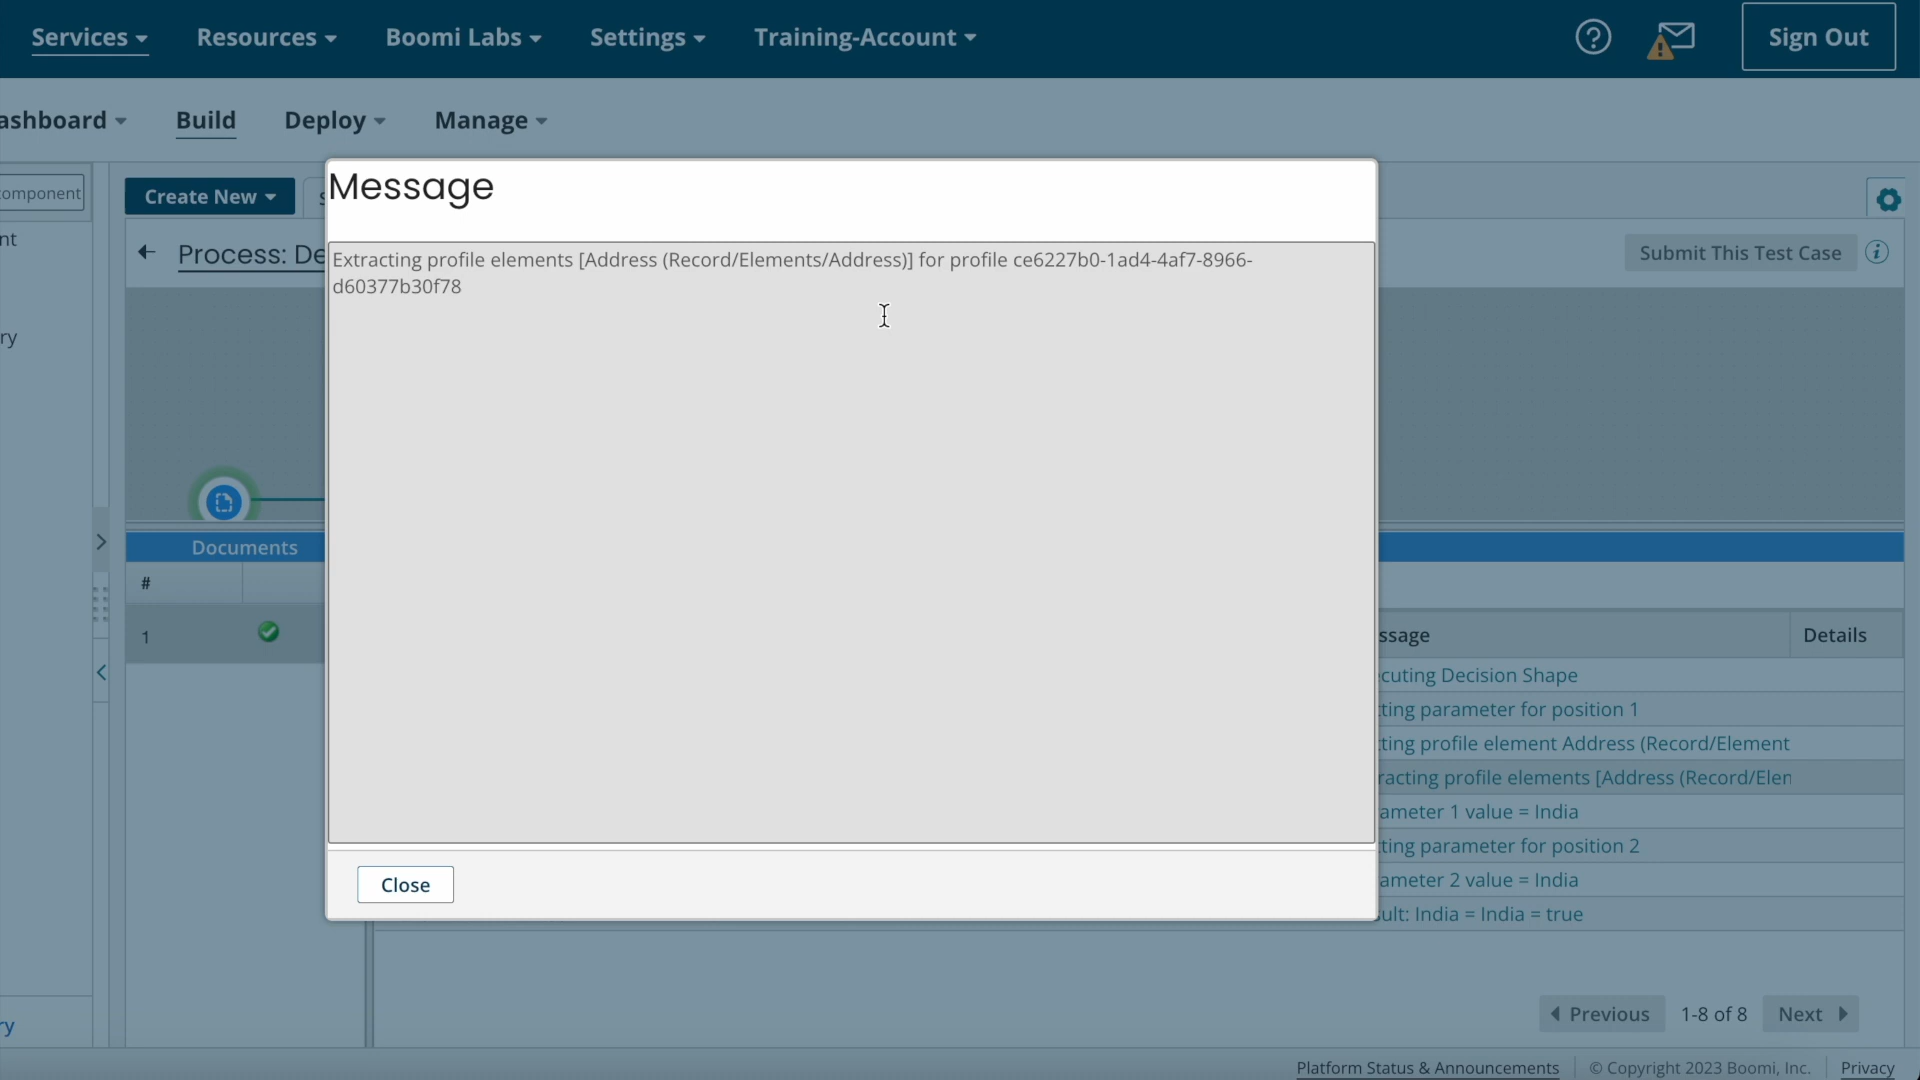 Services Resources Boomi Labs Settings Training-Account Sign Out
ashboard Build Deploy Manage
omponent
Create New
Message
nt
Process: De
Submit This Test Case
Extracting profile elements [Address (Record/Elements/Address)] for profile ce6227b0-1ad4-4af7-8966-
d60377b30f78
ry
Documents
#
1
ssage Details
cuting Decision Shape
ting parameter for position 1
ting profile element Address (Record/Element
racting profile elements [Address (Record/Elen
ameter 1 value = India
ting parameter for position 2
ameter 2 value = India
ult: India = India = true
Close
Previous 1-8 of 8 Next
ry
Platform Status & Announcements © Copyright 2023 Boomi, Inc. Privacy